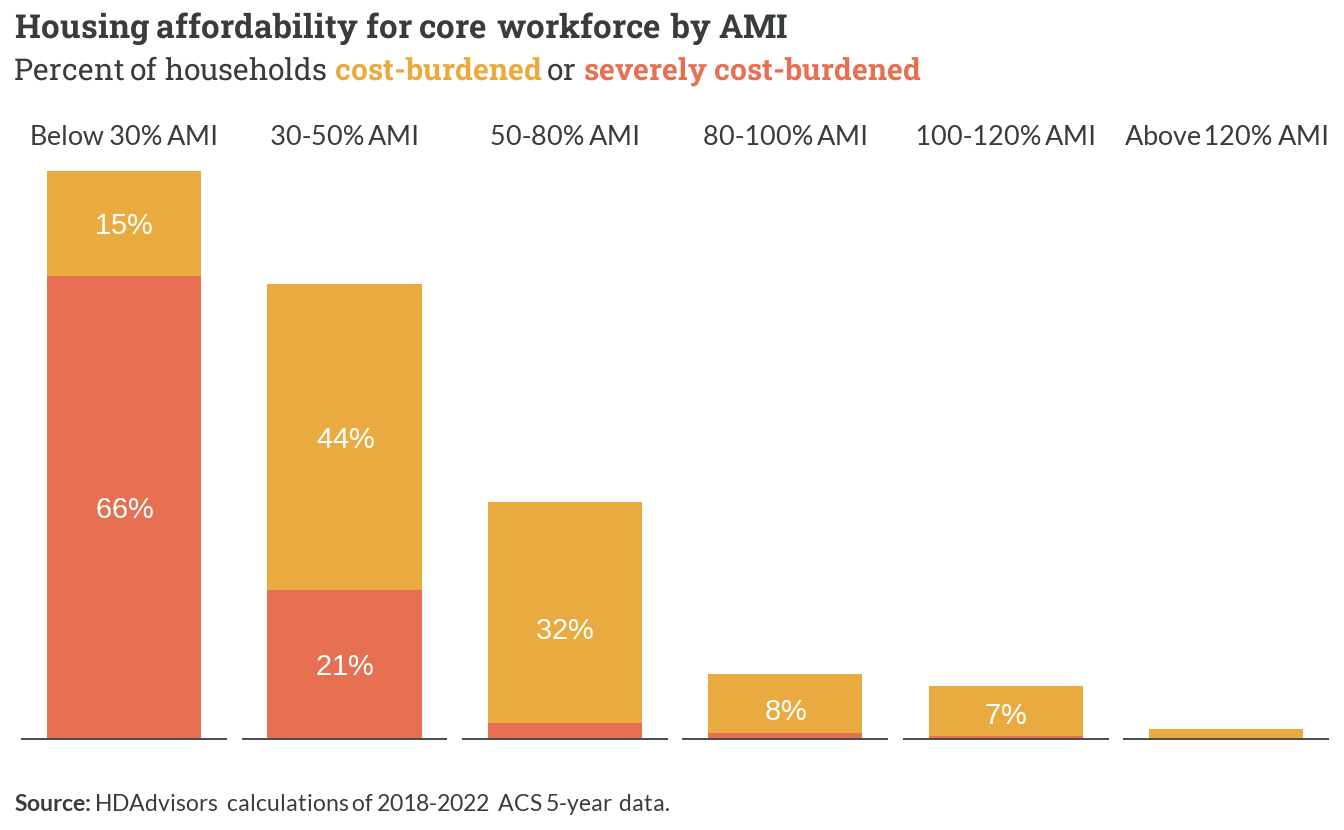 Housing affordability for core workforce by AMI
Percent of households cost-burdened or severely cost-burdened
Below 30% AMI 30-50% AMI 50-80% AMI 80-100% AMI 100-120% AMI Above 120% AMI
15%
44%
66%
32%
21%
8%
7%
Source: HDAdvisors calculations of 2018-2022 ACS 5-year data.